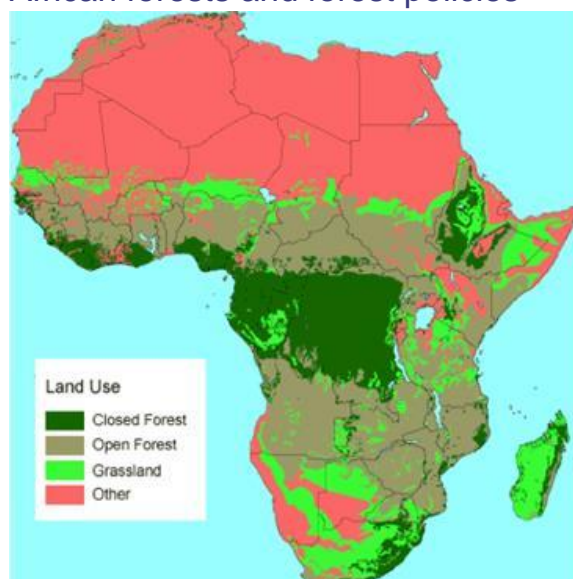 African forests and forest policies
Land Use
Closed Forest
Open Forest
Grassland
Other